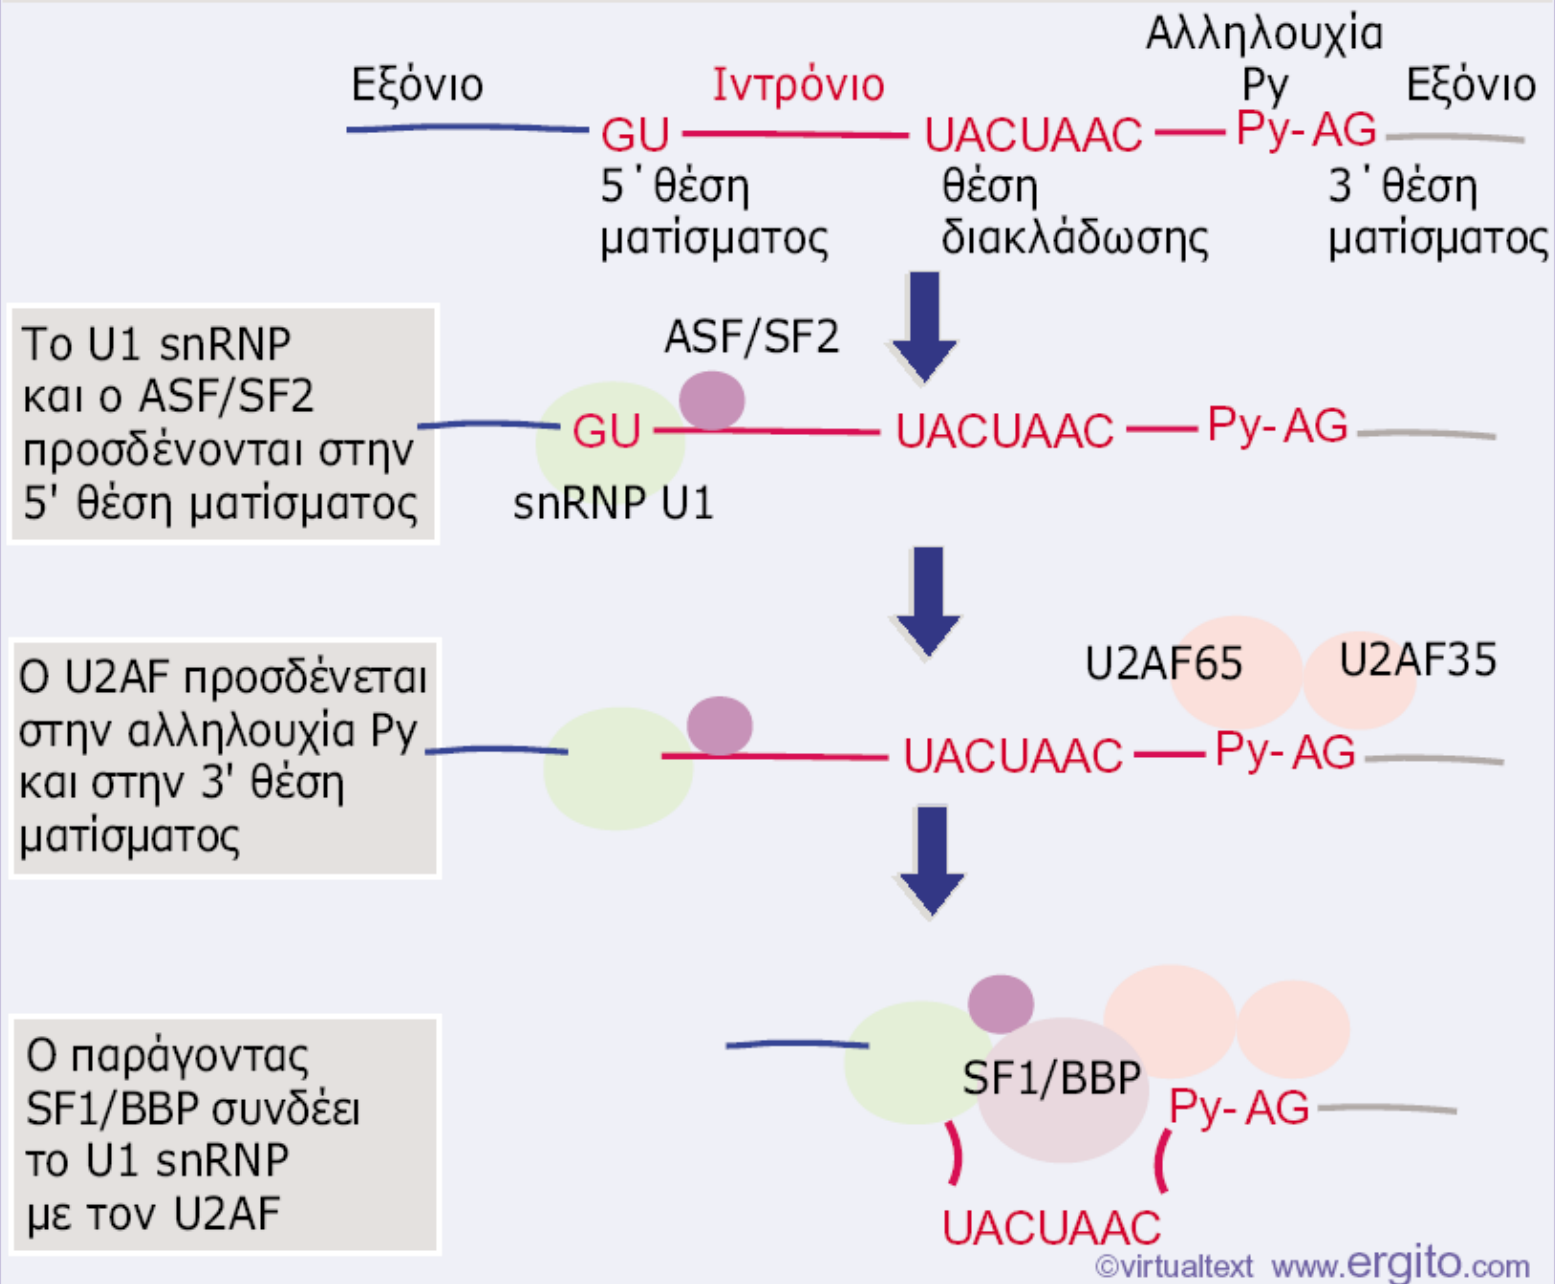 Αλληλουχία
Εξόνιο Ιντρόνιο Py Εξόνιο
GU UACUAAC Py-AG
5΄θέση θέση 3΄θέση
ματίσματος διακλάδωσης ματίσματος
Το U1 snRNP
και ο ASF/SF2
προσδένονται στην
5' θέση ματίσματος
ASF/SF2
GU UACUAAC Py-AG
snRNP U1
Ο U2AF προσδένεται
στην αλληλουχία Py
και στην 3' θέση
ματίσματος
U2AF65 U2AF35
UACUAAC Py-AG
Ο παράγοντας
SF1/BBP συνδέει
το U1 snRNP
με τον U2AF
SF1/BBP
Py-AG
UACUAAC
©virtualtext www.ergito.com